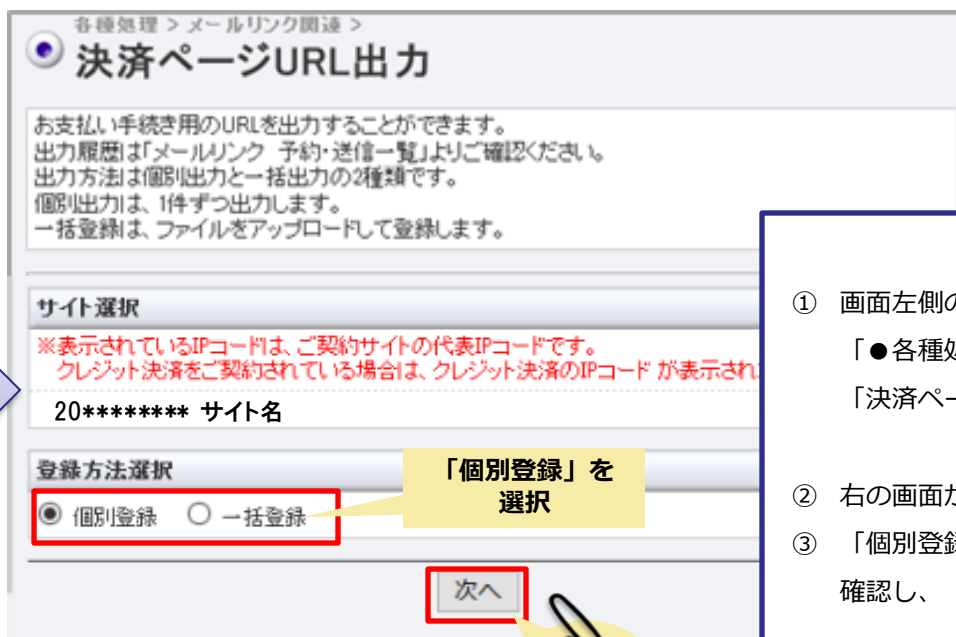 各種処理 > メールリンク関連 >
決済ページURL出力
お支払い手続き用のURLを出力することができます。
出力履歴は「メールリンク 予約・送信一覧」よりご確認ください。
出力方法は個別出力と一括出力の2種類です。
個別出力は、1件ずつ出力します。
一括登録は、ファイルをアップロードして登録します。
サイト選択
※表示されているIPコードは、ご契約サイトの代表IPコードです。
クレジット決済をご契約されている場合は、クレジット決済のIPコード が表示され
20******** サイト名
登録方法選択
個別登録 一括登録
「個別登録」を
選択
次へ
① 画面左側の
「●各種処
「決済ペー
② 右の画面が
③ 「個別登録
確認し、